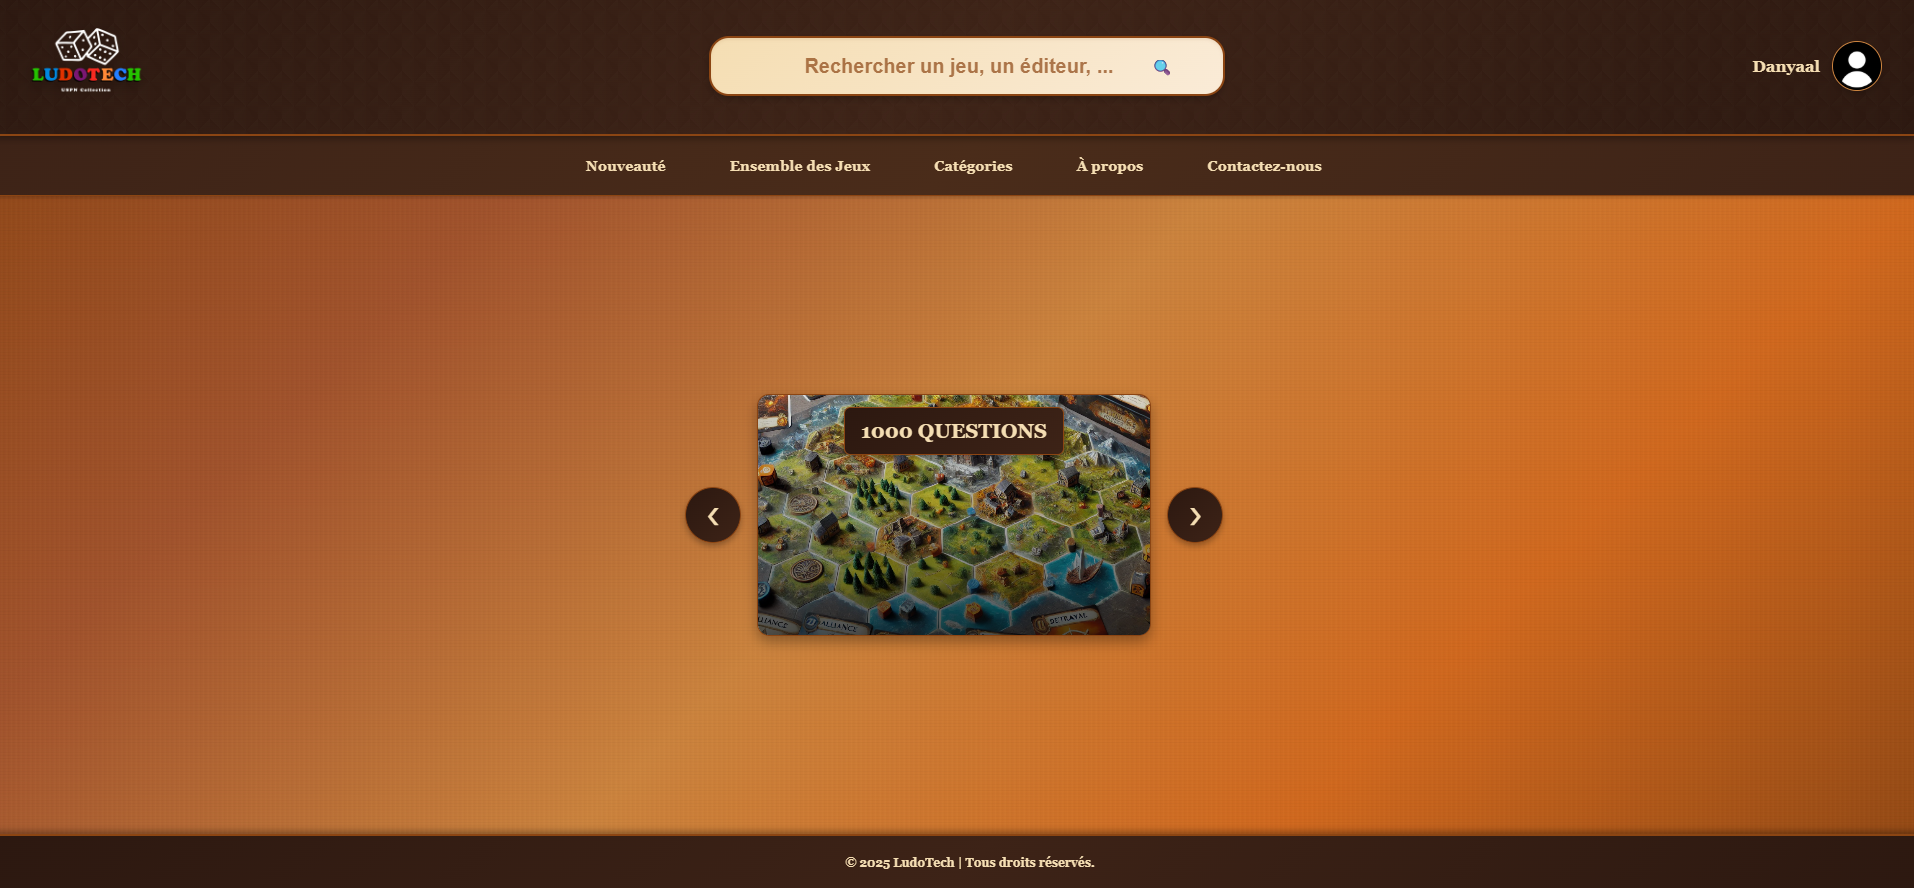 LUDOTECH
USPN Collection
Rechercher un jeu, un éditeur, ...
Danyaal
Nouveauté
Ensemble des Jeux
Catégories
À propos
Contactez-nous
1000 QUESTIONS
ALLIANCE
BETRAYAL
© 2025 LudoTech | Tous droits réservés.